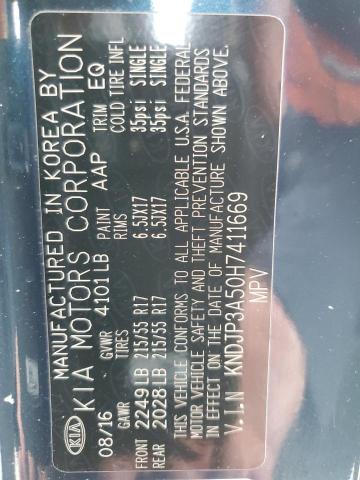 MANUFACTURED IN KOREA BY
KIA KIA MOTORS CORPORATION
08/16 GVWR 4101LB PAINT AAP TRIM EQ
GAWR TIRES RIMS COLD TIRE INFL
FRONT 2249LB 215/55 R17 6.5JX17 35psi SINGLE
REAR 2028LB 215/55 R17 6.5JX17 35psi SINGLE
THIS VEHICLE CONFORMS TO ALL APPLICABLE U.S.A. FEDERAL
MOTOR VEHICLE SAFETY AND THEFT PREVENTION STANDARDS
IN EFFECT ON THE DATE OF MANUFACTURE SHOWN ABOVE.
V.I.N KNDJP3A50H7411669
MPV